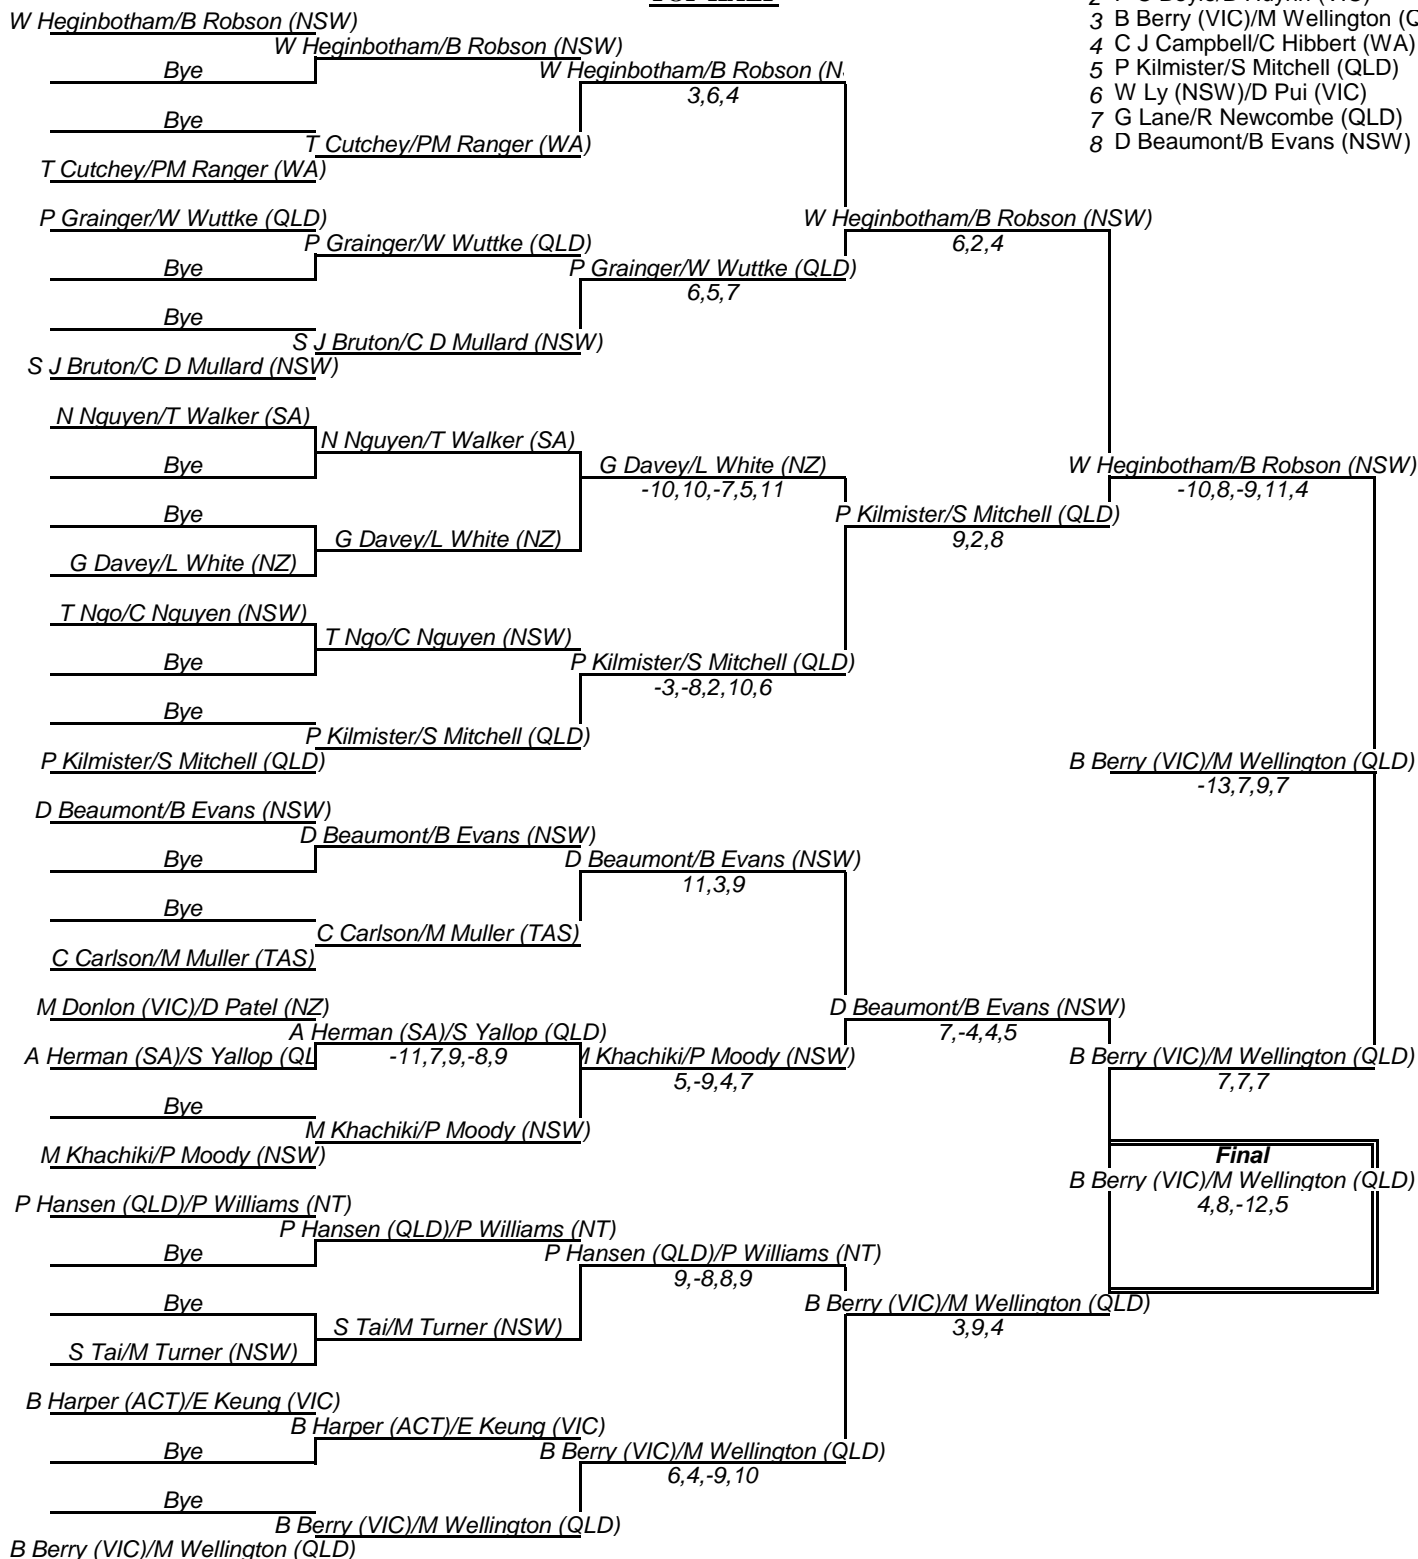 W Heginbotham/B Robson (NSW)
W Heginbotham/B Robson (NSW)
Bye
W Heginbotham/B Robson (N
3,6,4
Bye
T Cutchey/PM Ranger (WA)
T Cutchey/PM Ranger (WA)
3 B Berry (VIC)/M Wellington (Q
4 C J Campbell/C Hibbert (WA)
5 P Kilmister/S Mitchell (QLD)
6 W Ly (NSW)/D Pui (VIC)
7 G Lane/R Newcombe (QLD)
8 D Beaumont/B Evans (NSW)
P Grainger/W Wuttke (QLD)
W Heginbotham/B Robson (NSW)
6,2,4
P Grainger/W Wuttke (QLD)
Bye
P Grainger/W Wuttke (QLD)
6,5,7
Bye
S J Bruton/C D Mullard (NSW)
S J Bruton/C D Mullard (NSW)
N Nguyen/T Walker (SA)
N Nguyen/T Walker (SA)
Bye
G Davey/L White (NZ)
-10,10,-7,5,11
W Heginbotham/B Robson (NSW)
-10,8,-9,11,4
Bye
P Kilmister/S Mitchell (QLD)
9,2,8
G Davey/L White (NZ)
G Davey/L White (NZ)
T Ngo/C Nguyen (NSW)
T Ngo/C Nguyen (NSW)
Bye
P Kilmister/S Mitchell (QLD)
-3,-8,2,10,6
Bye
P Kilmister/S Mitchell (QLD)
P Kilmister/S Mitchell (QLD)
B Berry (VIC)/M Wellington (QLD)
-13,7,9,7
D Beaumont/B Evans (NSW)
D Beaumont/B Evans (NSW)
Bye
D Beaumont/B Evans (NSW)
11,3,9
Bye
C Carlson/M Muller (TAS)
C Carlson/M Muller (TAS)
M Donlon (VIC)/D Patel (NZ)
D Beaumont/B Evans (NSW)
7,-4,4,5
A Herman (SA)/S Yallop (QLD)
-11,7,9,-8,9
A Herman (SA)/S Yallop (QL
M Khachiki/P Moody (NSW)
5,-9,4,7
B Berry (VIC)/M Wellington (QLD)
7,7,7
Bye
M Khachiki/P Moody (NSW)
M Khachiki/P Moody (NSW)
Final
B Berry (VIC)/M Wellington (QLD)
4,8,-12,5
P Hansen (QLD)/P Williams (NT)
P Hansen (QLD)/P Williams (NT)
Bye
P Hansen (QLD)/P Williams (NT)
9,-8,8,9
Bye
B Berry (VIC)/M Wellington (QLD)
3,9,4
S Tai/M Turner (NSW)
S Tai/M Turner (NSW)
B Harper (ACT)/E Keung (VIC)
B Harper (ACT)/E Keung (VIC)
Bye
B Berry (VIC)/M Wellington (QLD)
6,4,-9,10
Bye
B Berry (VIC)/M Wellington (QLD)
B Berry (VIC)/M Wellington (QLD)